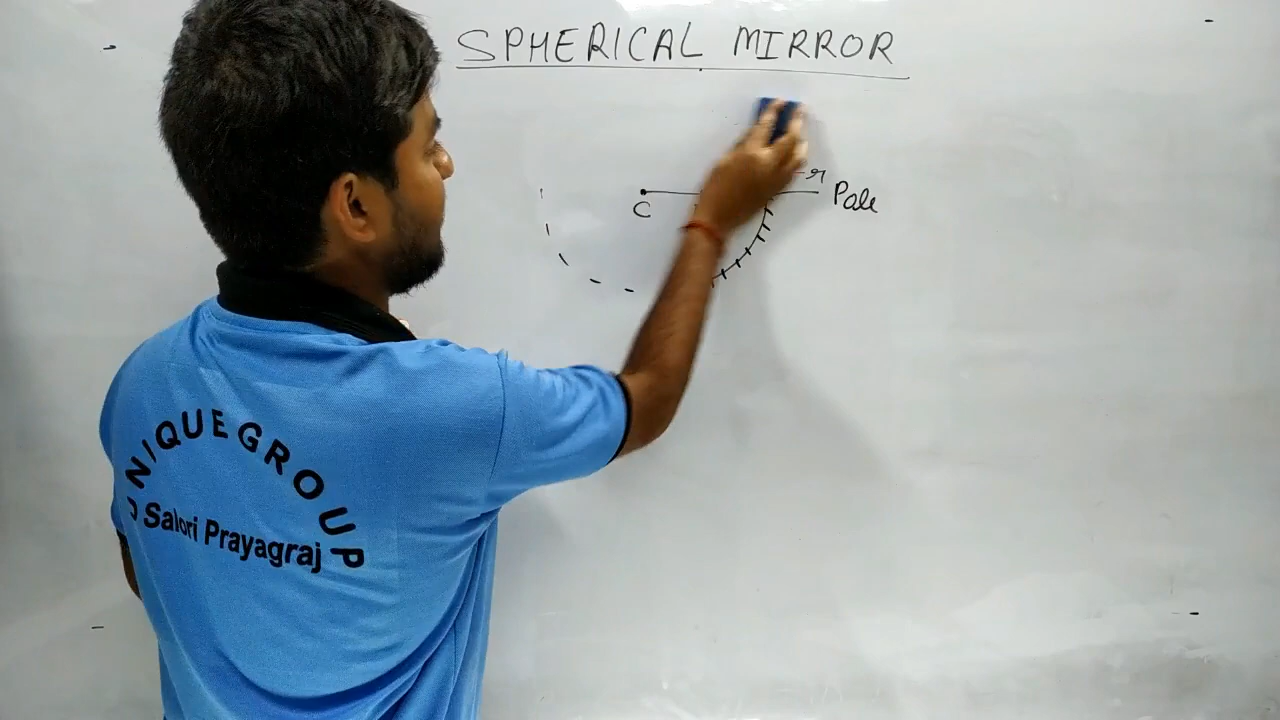 SPHERICAL MIRROR
Pole
C
UNIQUE GROUP
Salori Prayagraj